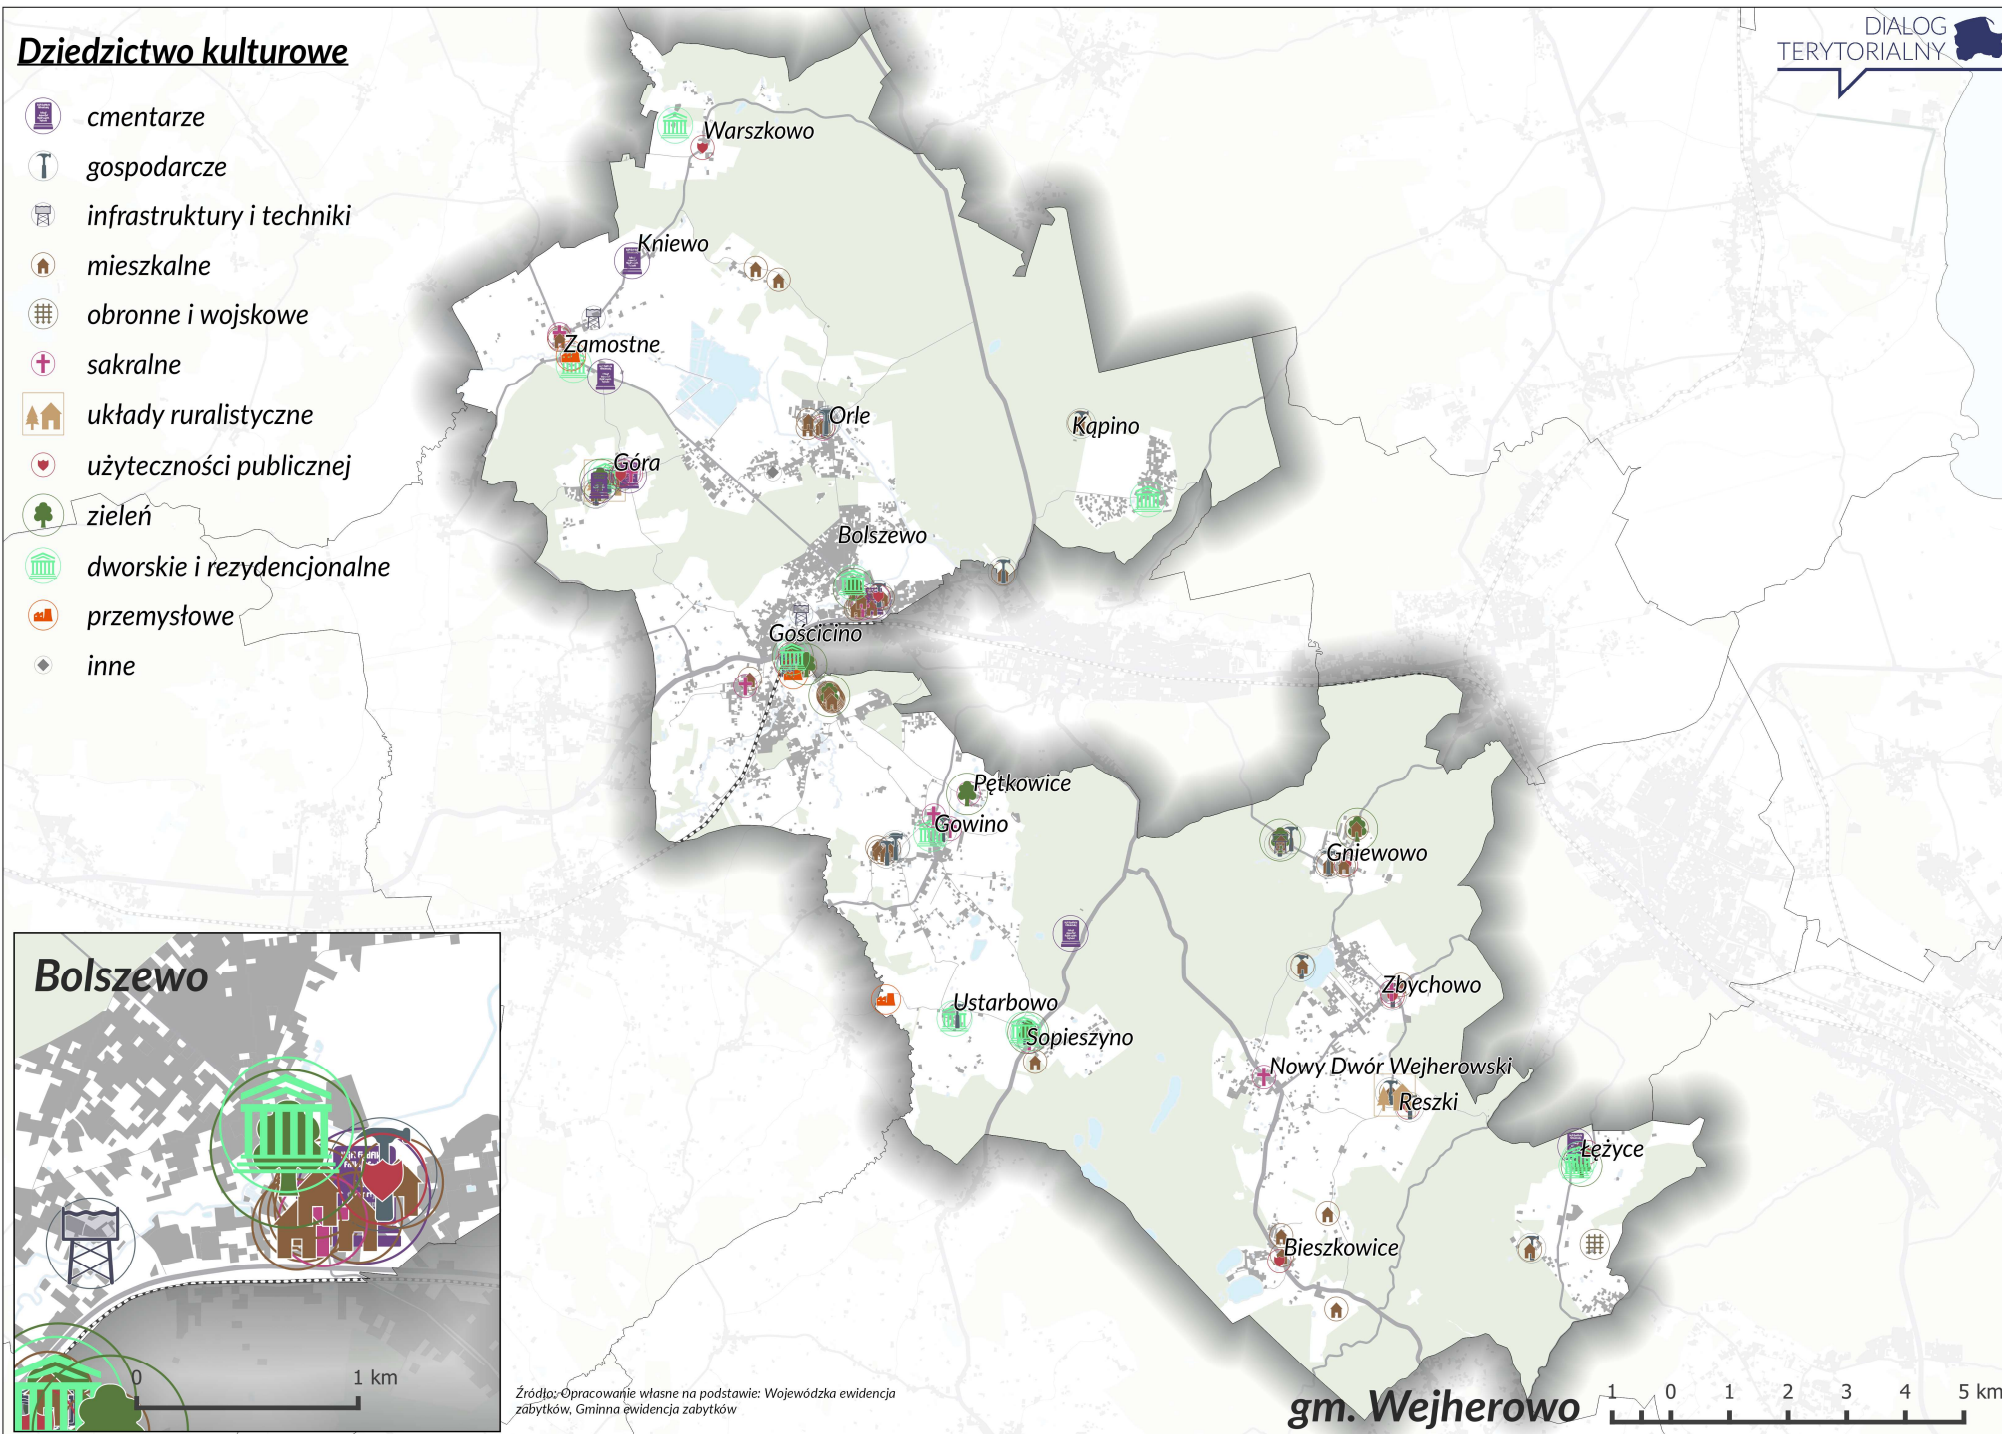 Dziedzictwo kulturowe
cmentarze
gospodarcze
infrastruktury i techniki
mieszkalne
obronne i wojskowe
sakralne
układy ruralistyczne
użyteczności publicznej
zieleń
dworskie i rezydencjonalne
przemysłowe
inne
DIALOG
TERYTORIALNY
Warszkowo
Kniewo
Zamostne
Orle
Kąpino
Góra
Bolszewo
Gościcino
Pętkowice
Gowino
Gniewowo
Zbychowo
Ustarbowo
Sopieszyno
Nowy Dwór Wejherowski
Reszki
Łężyce
Bieszkowice
Bolszewo
0 1 km
Źródło: Opracowanie własne na podstawie: Wojewódzka ewidencja
zabytków, Gminna ewidencja zabytków
gm. Wejherowo
1 0 1 2 3 4 5 km